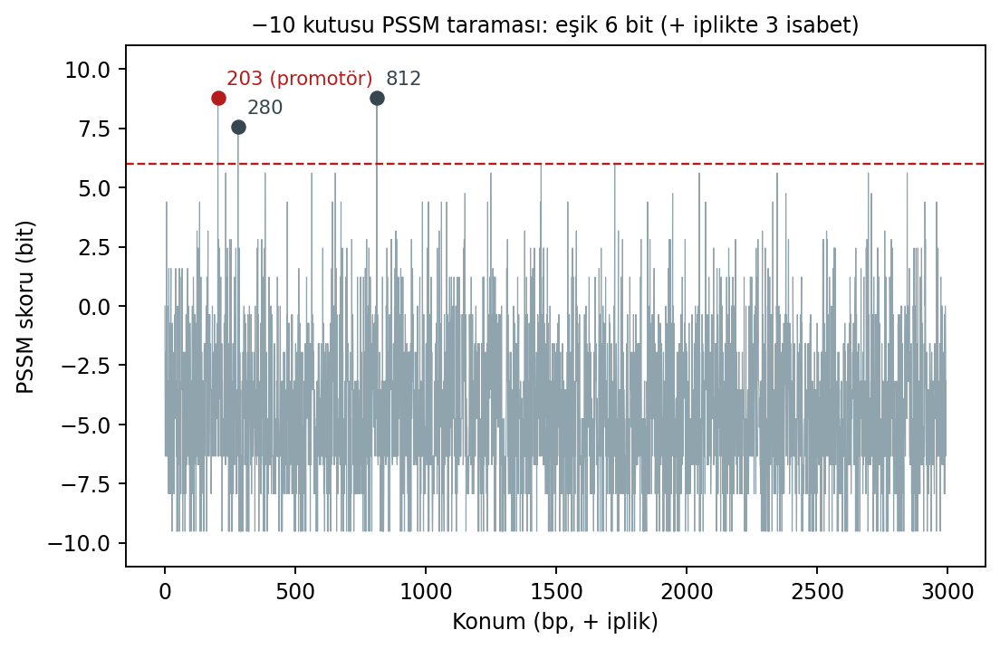 −10 kutusu PSSM taraması: eşik 6 bit (+ iplikte 3 isabet)
203 (promotör)
812
280
PSSM skoru (bit)
10.0
7.5
5.0
2.5
0.0
−2.5
−5.0
−7.5
−10.0
0 500 1000 1500 2000 2500 3000
Konum (bp, + iplik)